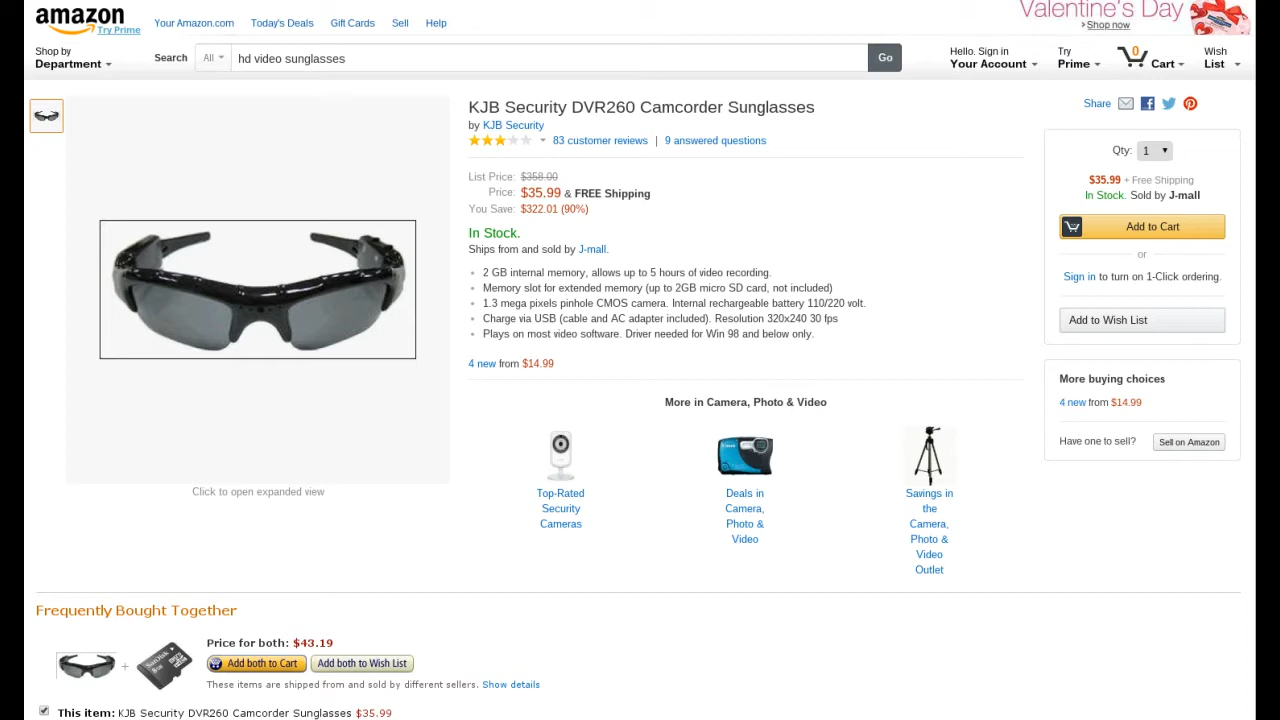 amazon
Try Prime
Your Amazon.com
Today's Deals
Gift Cards
Sell
Help
Valentine's Day
Shop now
Shop by
Department
Search
All
hd video sunglasses
Go
Hello. Sign in
Your Account
Try
Prime
0
Cart
Wish
List
KJB Security DVR260 Camcorder Sunglasses
by KJB Security
83 customer reviews | 9 answered questions
List Price: $358.00
Price: $35.99 & FREE Shipping
You Save: $322.01 (90%)
In Stock.
Ships from and sold by J-mall.
2 GB internal memory, allows up to 5 hours of video recording.
Memory slot for extended memory (up to 2GB micro SD card, not included)
1.3 mega pixels pinhole CMOS camera. Internal rechargeable battery 110/220 volt.
Charge via USB (cable and AC adapter included). Resolution 320x240 30 fps
Plays on most video software. Driver needed for Win 98 and below only.
4 new from $14.99
Click to open expanded view
More in Camera, Photo & Video
Top-Rated
Security
Cameras
Deals in
Camera,
Photo &
Video
Savings in
the
Camera,
Photo &
Video
Outlet
Share
Qty: 1
$35.99 + Free Shipping
In Stock. Sold by J-mall
Add to Cart
or
Sign in to turn on 1-Click ordering.
Add to Wish List
More buying choices
4 new from $14.99
Have one to sell?
Sell on Amazon
Frequently Bought Together
+
SanDisk
Price for both: $43.19
Add both to Cart
Add both to Wish List
These items are shipped from and sold by different sellers. Show details
This item: KJB Security DVR260 Camcorder Sunglasses $35.99